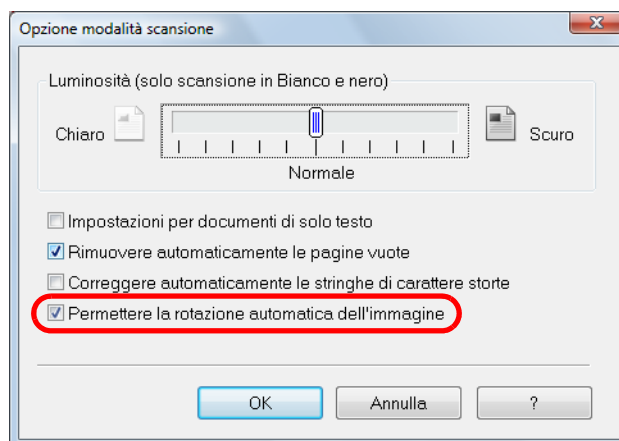 Opzione modalità scansione
Luminosità (solo scansione in Bianco e nero)
Chiaro Scuro
Normale
Impostazioni per documenti di solo testo
Rimuovere automaticamente le pagine vuote
Correggere automaticamente le stringhe di carattere storte
Permettere la rotazione automatica dell'immagine
OK Annulla ?